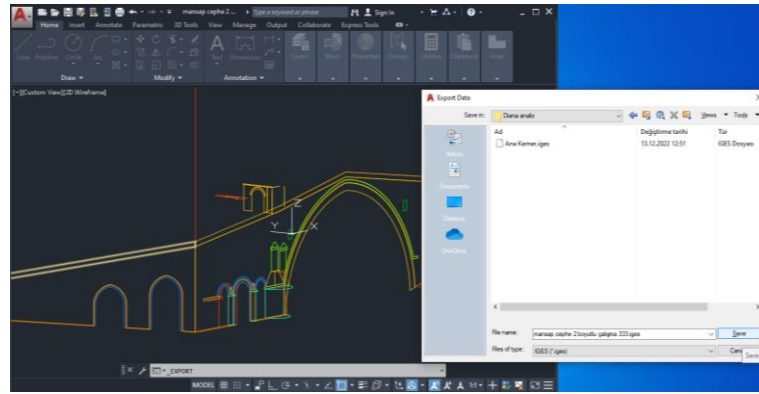 mansap cephe 2... Type a keyword or phrase Sign in
Home Insert Annotate Parametric 3D Tools View Manage Output Collaborate Express Tools
Line Polyline Circle Arc Text Dimension Layers Block Properties Groups Utilities Clipboard View
Draw Modify Annotation
[-][Custom View][2D Wireframe]
Z
Y X
_EXPORT
MODEL 1:1
Export Data
Save in: Diana analiz Views Tools
Ad Değiştirme tarihi Tür
Ana Kemer.iges 13.12.2022 12:51 IGES Dosyası
History
Documents
Desktop
OneDrive
File name: mansap cephe 2 boyutlu çalışma 333.iges Save
Files of type: IGES (*.iges)
Save